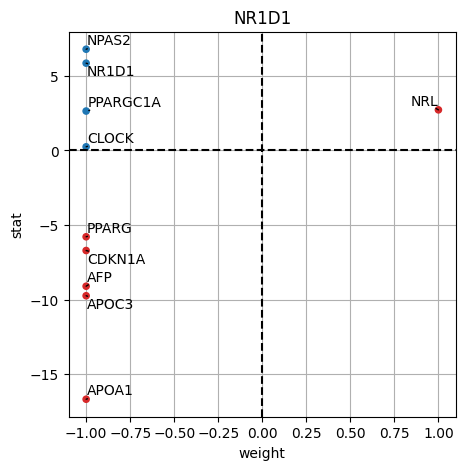 NR1D1
NPAS2
NR1D1
PPARGC1A
NRL
CLOCK
PPARG
CDKN1A
AFP
APOC3
APOA1
5
0
−5
−10
−15
stat
−1.00 −0.75 −0.50 −0.25 0.00 0.25 0.50 0.75 1.00
weight